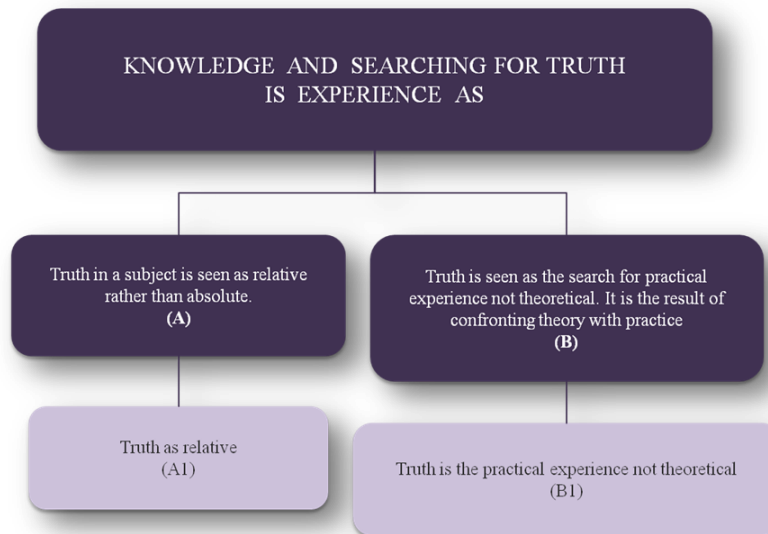 KNOWLEDGE AND SEARCHING FOR TRUTH
IS EXPERIENCE AS
Truth in a subject is seen as relative
rather than absolute.
(A)
Truth is seen as the search for practical
experience not theoretical. It is the result of
confronting theory with practice
(B)
Truth as relative
(A1)
Truth is the practical experience not theoretical
(B1)